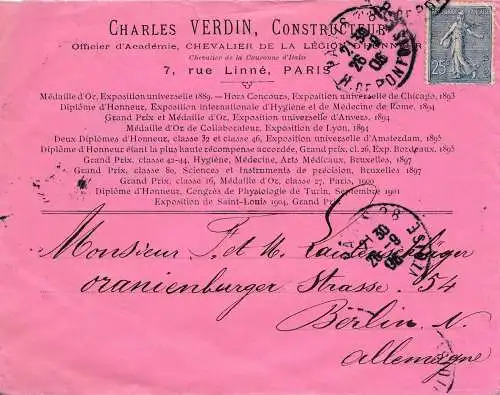 CHARLES VERDIN, CONSTRUCTEUR
Officier d'Académie, CHEVALIER DE LA LÉGION D'HONNEUR
Chevalier de la Couronne d'Italie
7, rue Linné, PARIS
Médaille d'Or, Exposition universelle 1889. — Hors Concours, Exposition universelle de Chicago, 1893
Diplôme d'Honneur, Exposition internationale d'Hygiène et de Médecine de Rome, 1894
Grand Prix et Médaille d'Or, Exposition universelle d'Anvers, 1894
Médaille d'Or de Collaborateur, Exposition de Lyon, 1894
Deux Diplômes d'Honneur, classe 32 et classe 46, Exposition universelle d'Amsterdam, 1895
Diplôme d'Honneur étant la plus haute récompense accordée, Grand prix, cl. 26, Exp. Bordeaux, 1895
Grand Prix, classe 42-44, Hygiène, Médecine, Arts Médicaux, Bruxelles, 1897
Grand Prix, classe 80, Sciences et Instruments de précision, Bruxelles, 1897
Grand Prix, classe 16, Médaille d'Or, classe 27, Paris, 1900
Diplôme d'Honneur, Congrès de Physiologie de Turin, Septembre 1901
Exposition de Saint-Louis 1904, Grand Prix
25
Monsieur F. et M. Lautenschläger
Oranienburger Strasse. 54
Berlin. N.
Allemagne